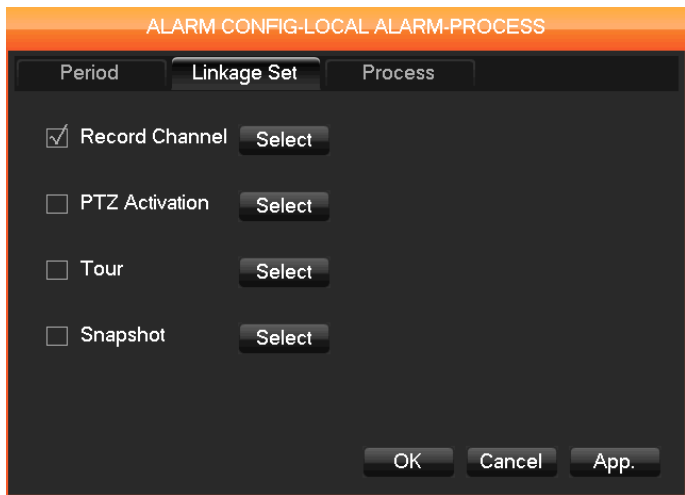 ALARM CONFIG-LOCAL ALARM-PROCESS
Period Linkage Set Process
Record Channel Select
PTZ Activation Select
Tour Select
Snapshot Select
OK Cancel App.